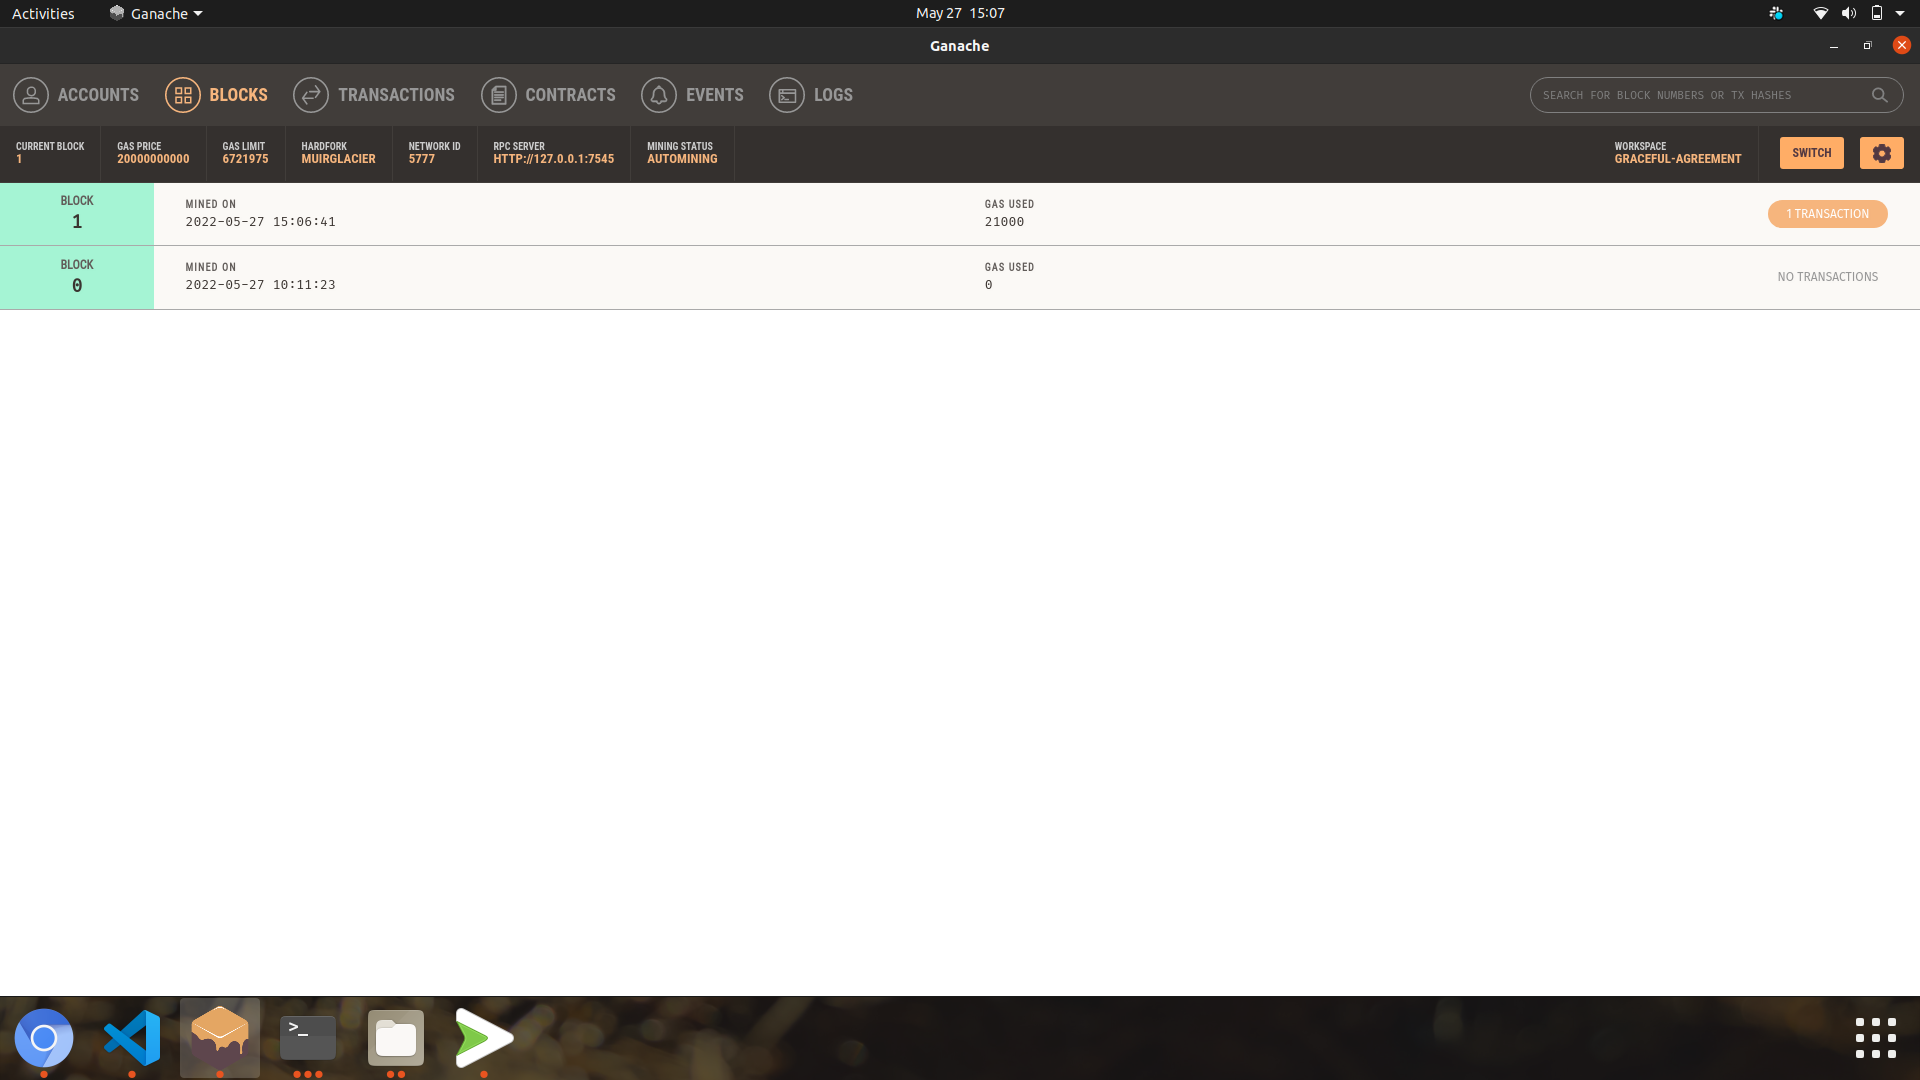 Activities
Ganache
May 27 15:07
Ganache
ACCOUNTS
BLOCKS
TRANSACTIONS
CONTRACTS
EVENTS
LOGS
SEARCH FOR BLOCK NUMBERS OR TX HASHES
CURRENT BLOCK
1
GAS PRICE
20000000000
GAS LIMIT
6721975
HARDFORK
MUIRGLACIER
NETWORK ID
5777
RPC SERVER
HTTP://127.0.0.1:7545
MINING STATUS
AUTOMINING
WORKSPACE
GRACEFUL-AGREEMENT
SWITCH
BLOCK
1
MINED ON
2022-05-27 15:06:41
GAS USED
21000
1 TRANSACTION
BLOCK
0
MINED ON
2022-05-27 10:11:23
GAS USED
0
NO TRANSACTIONS
>_